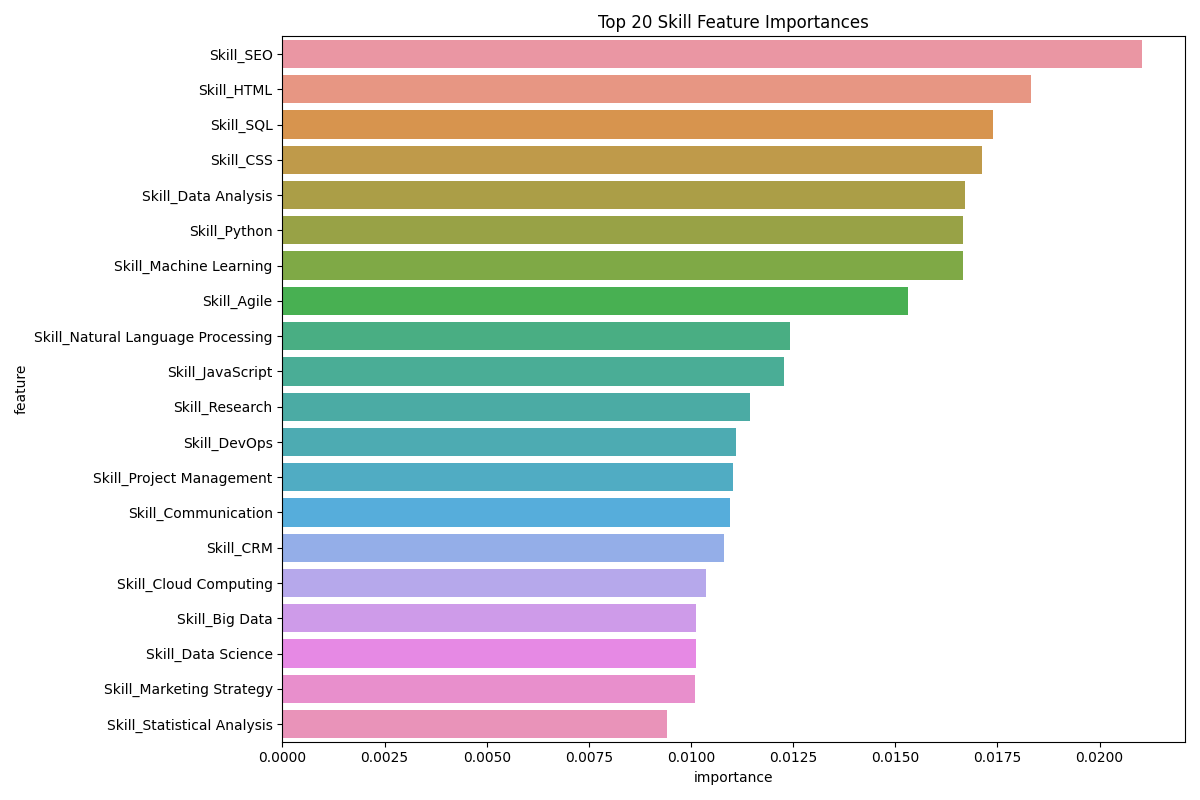 Top 20 Skill Feature Importances
Skill_SEO
Skill_HTML
Skill_SQL
Skill_CSS
Skill_Data Analysis
Skill_Python
Skill_Machine Learning
Skill_Agile
Skill_Natural Language Processing
Skill_JavaScript
Skill_Research
Skill_DevOps
Skill_Project Management
Skill_Communication
Skill_CRM
Skill_Cloud Computing
Skill_Big Data
Skill_Data Science
Skill_Marketing Strategy
Skill_Statistical Analysis
feature
0.0000 0.0025 0.0050 0.0075 0.0100 0.0125 0.0150 0.0175 0.0200
importance